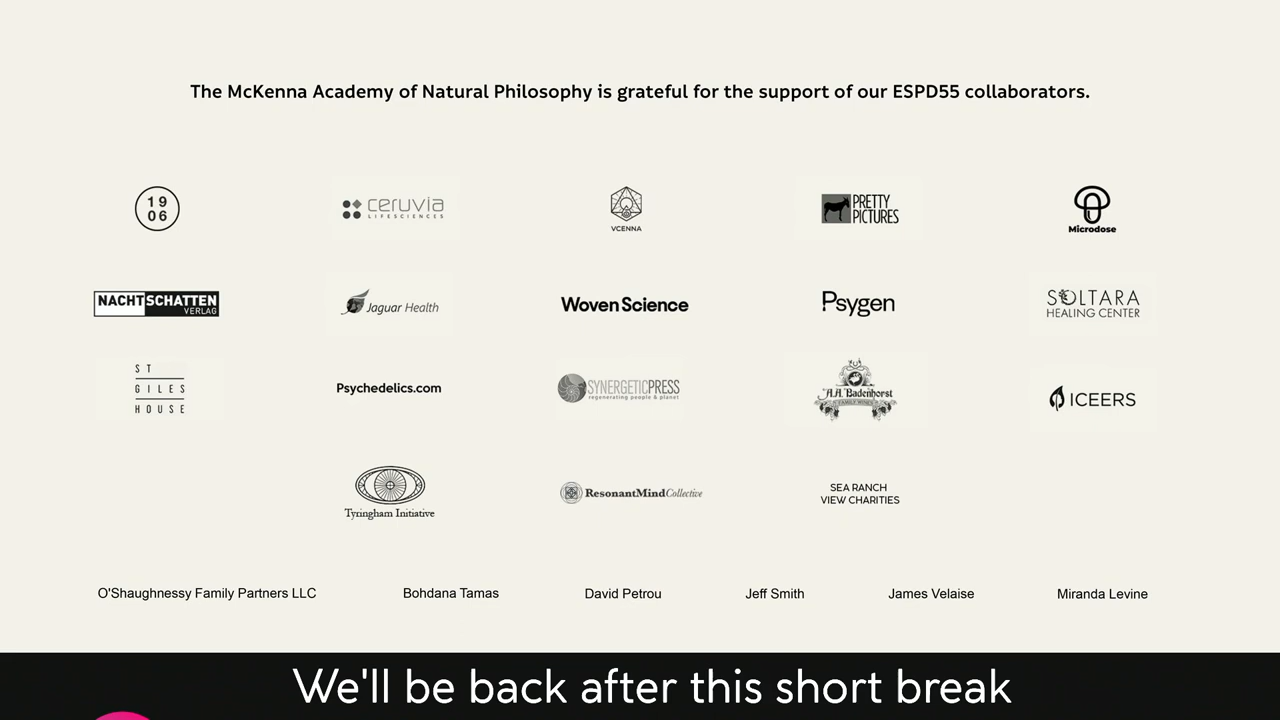 The McKenna Academy of Natural Philosophy is grateful for the support of our ESPD55 collaborators.
19
06
ceruvia
LIFESCIENCES
VCENNA
PRETTY
PICTURES
Microdose
NACHTSCHATTEN
VERLAG
Jaguar Health
Woven Science
Psygen
SOLTARA
HEALING CENTER
ST
GILES
HOUSE
Psychedelics.com
SYNERGETICPRESS
regenerating people & planet
A.A. Badenhorst
FAMILY WINES
ICEERS
Tyringham Initiative
ResonantMindCollective
SEA RANCH
VIEW CHARITIES
O'Shaughnessy Family Partners LLC
Bohdana Tamas
David Petrou
Jeff Smith
James Velaise
Miranda Levine
We'll be back after this short break